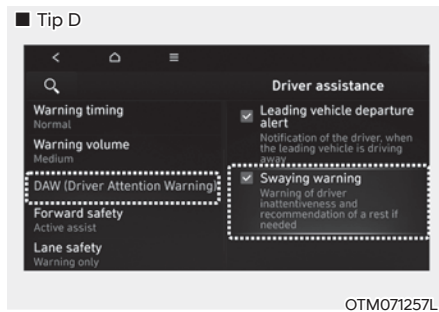 ■ Tip D
Driver assistance
Warning timing
Normal
Warning volume
Medium
DAW (Driver Attention Warning)
Forward safety
Active assist
Lane safety
Warning only
Leading vehicle departure
alert
Notification of the driver, when
the leading vehicle is driving
away
Swaying warning
Warning of driver
inattentiveness and
recommendation of a rest if
needed
OTM071257L